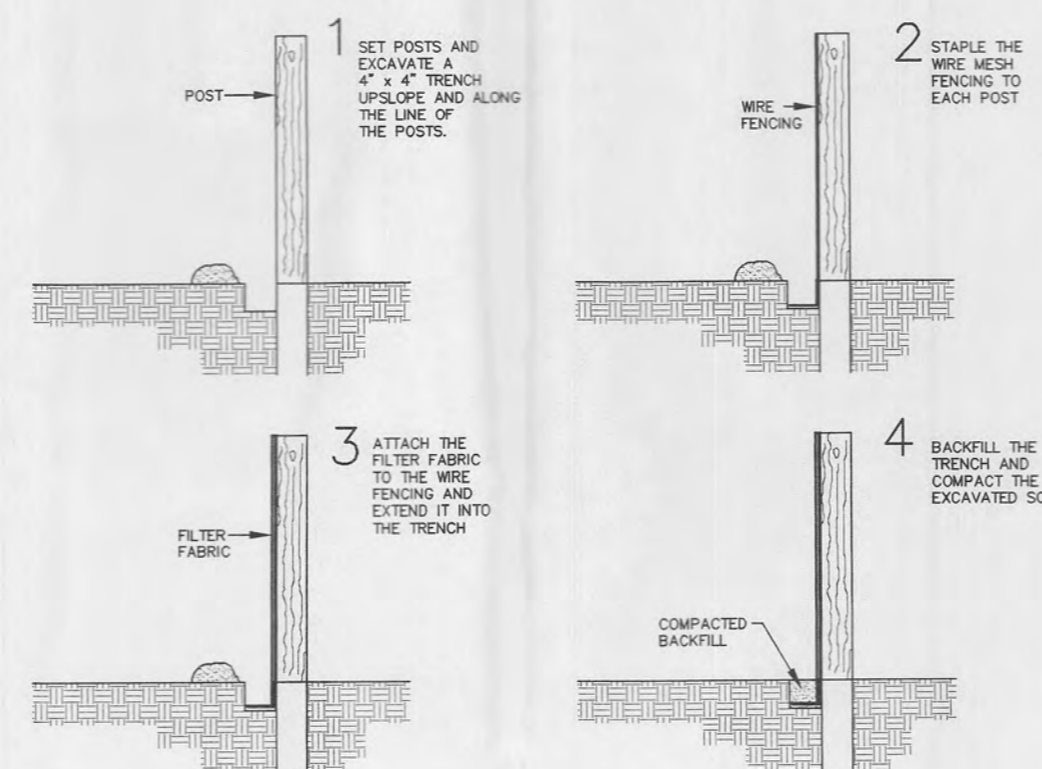 1
SET POSTS AND
EXCAVATE A
4" x 4" TRENCH
UPSLOPE AND ALONG
THE LINE OF
THE POSTS.
POST
2
STAPLE THE
WIRE MESH
FENCING TO
EACH POST
WIRE
FENCING
3
ATTACH THE
FILTER FABRIC
TO THE WIRE
FENCING AND
EXTEND IT INTO
THE TRENCH
FILTER
FABRIC
4
BACKFILL THE
TRENCH AND
COMPACT THE
EXCAVATED
COMPACTED
BACKFILL